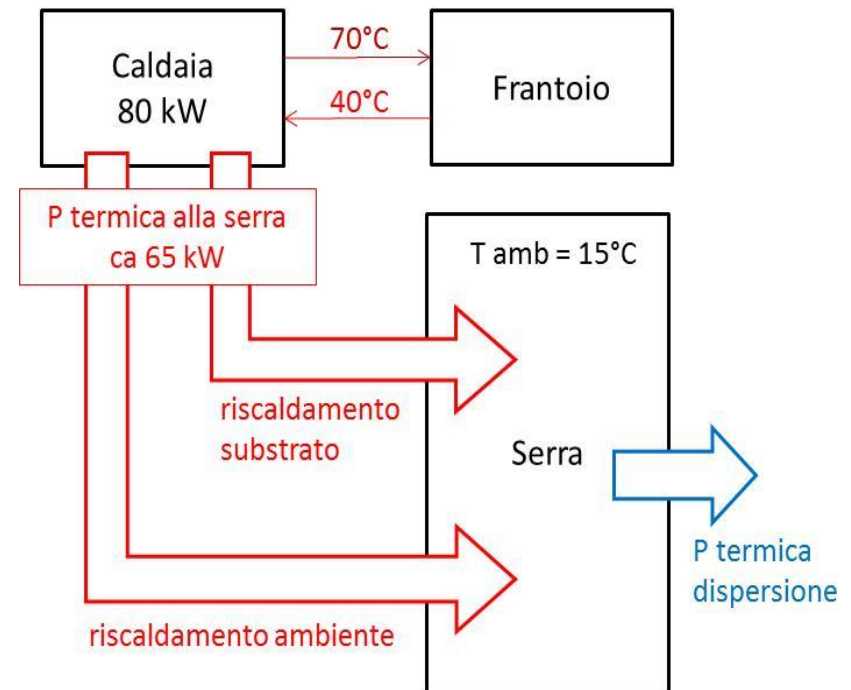 Caldaia
80 kW
70°C
40°C
Frantoio
P termica alla serra
ca 65 kW
T amb = 15°C
riscaldamento
substrato
Serra
P termica
dispersione
riscaldamento ambiente